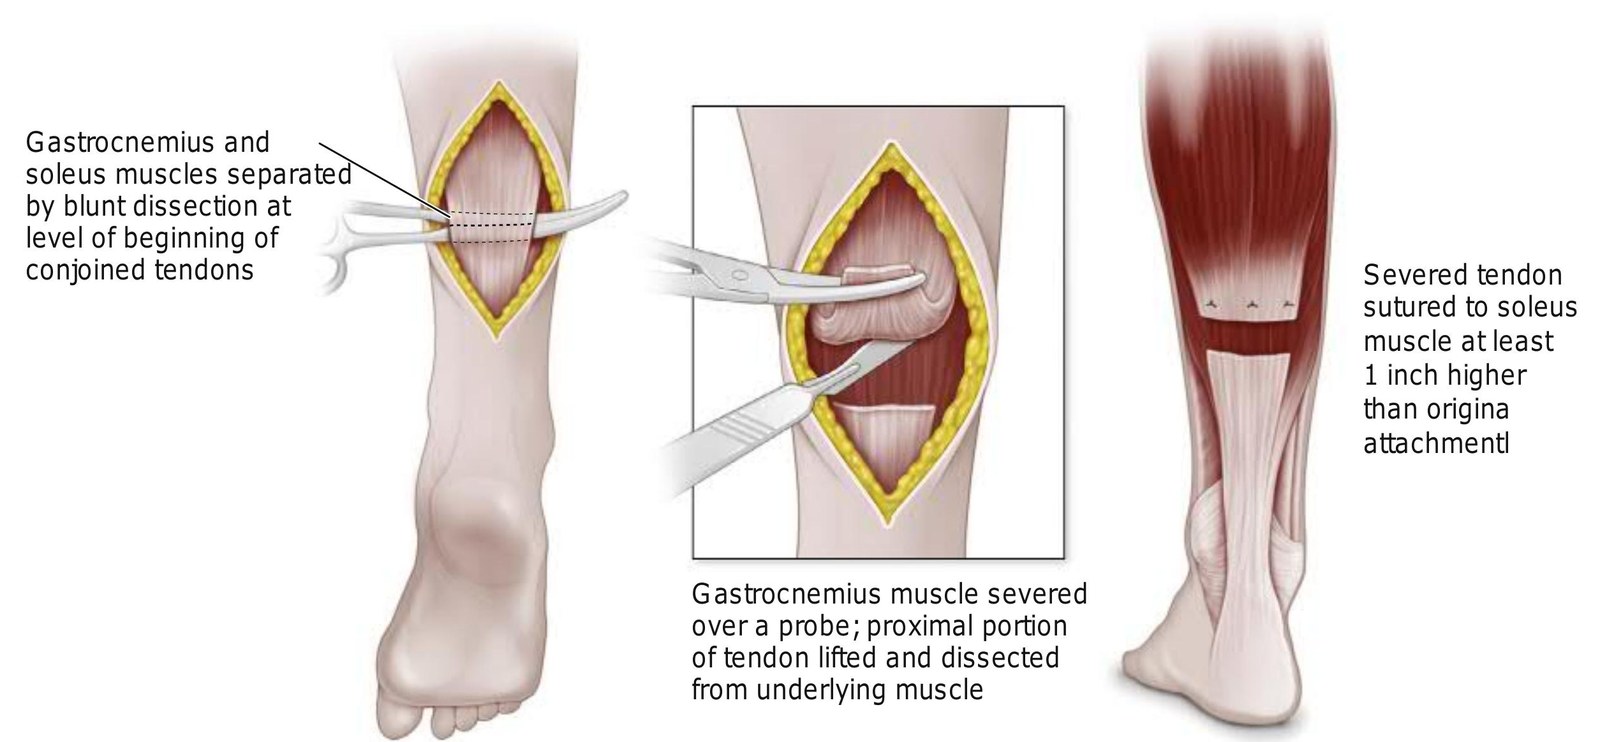 Gastrocnemius and
soleus muscles separated
by blunt dissection at
level of beginning of
conjoined tendons
Gastrocnemius muscle severed
over a probe; proximal portion
of tendon lifted and dissected
from underlying muscle
Severed tendon
sutured to soleus
muscle at least
1 inch higher
than origina
attachmentl